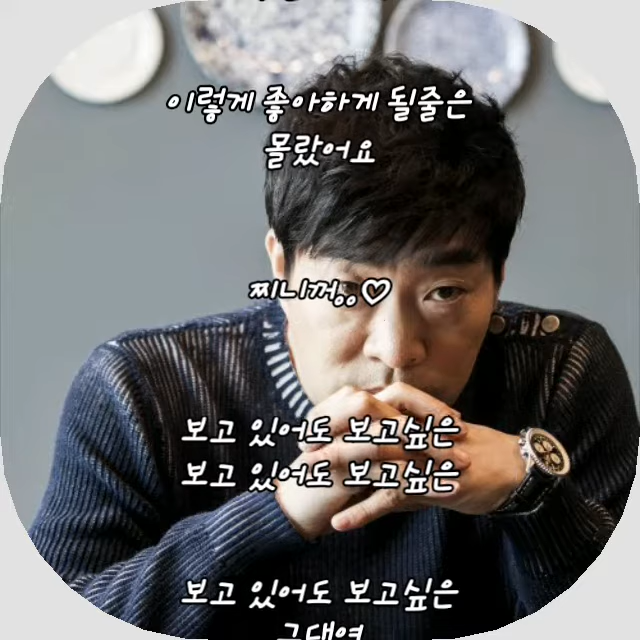 이렇게 좋아하게 될줄은
몰랐어요
찌니꺼。。♡
보고 있어도 보고싶은
보고 있어도 보고싶은
보고 있어도 보고싶은
그대여